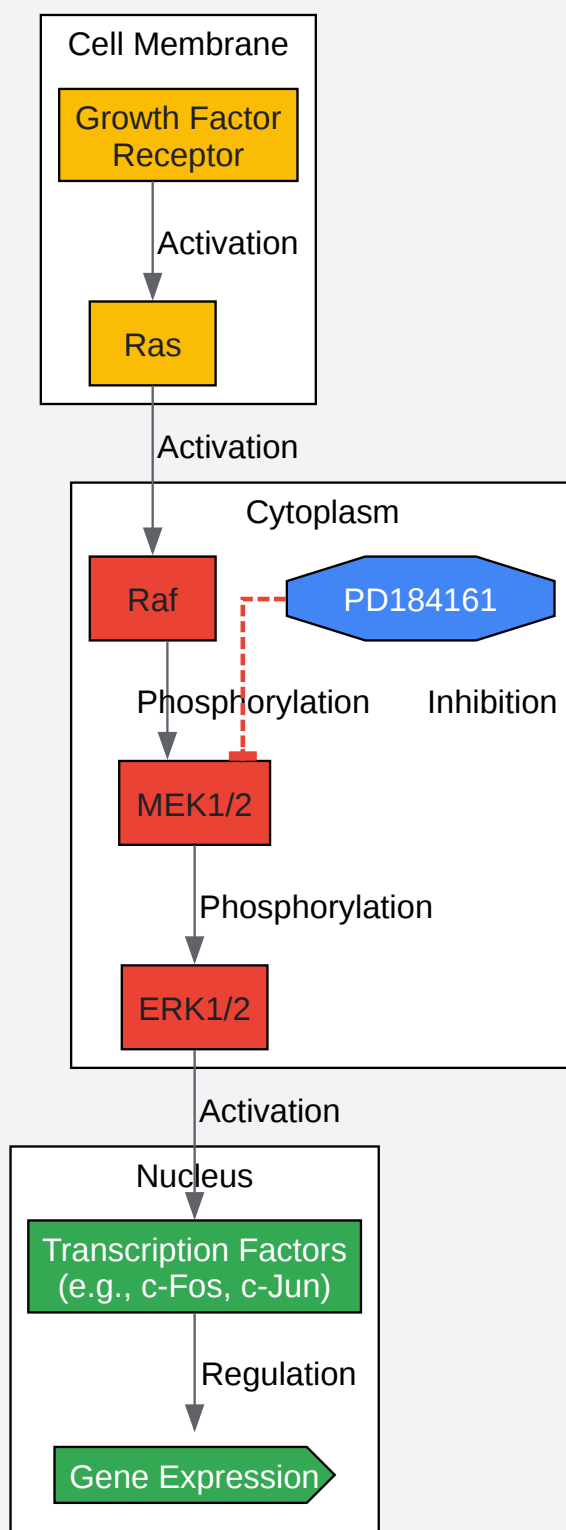 Cell Membrane
Growth Factor
Receptor
Activation
Ras
Activation
Cytoplasm
Raf
PD184161
Phosphorylation
Inhibition
MEK1/2
Phosphorylation
ERK1/2
Activation
Nucleus
Transcription Factors
(e.g., c-Fos, c-Jun)
Regulation
Gene Expression